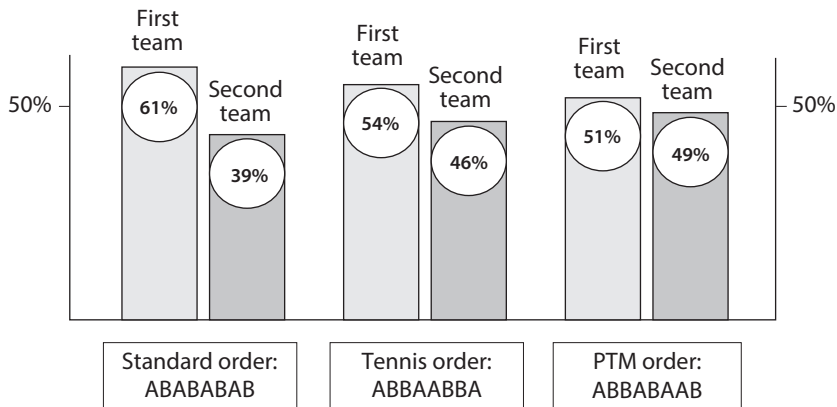 First
team
Second
team
61%
39%
First
team
Second
team
54%
46%
First
team
Second
team
51%
49%
50%
50%
Standard order:
ABABABAB
Tennis order:
ABBAABBA
PTM order:
ABBABAAB